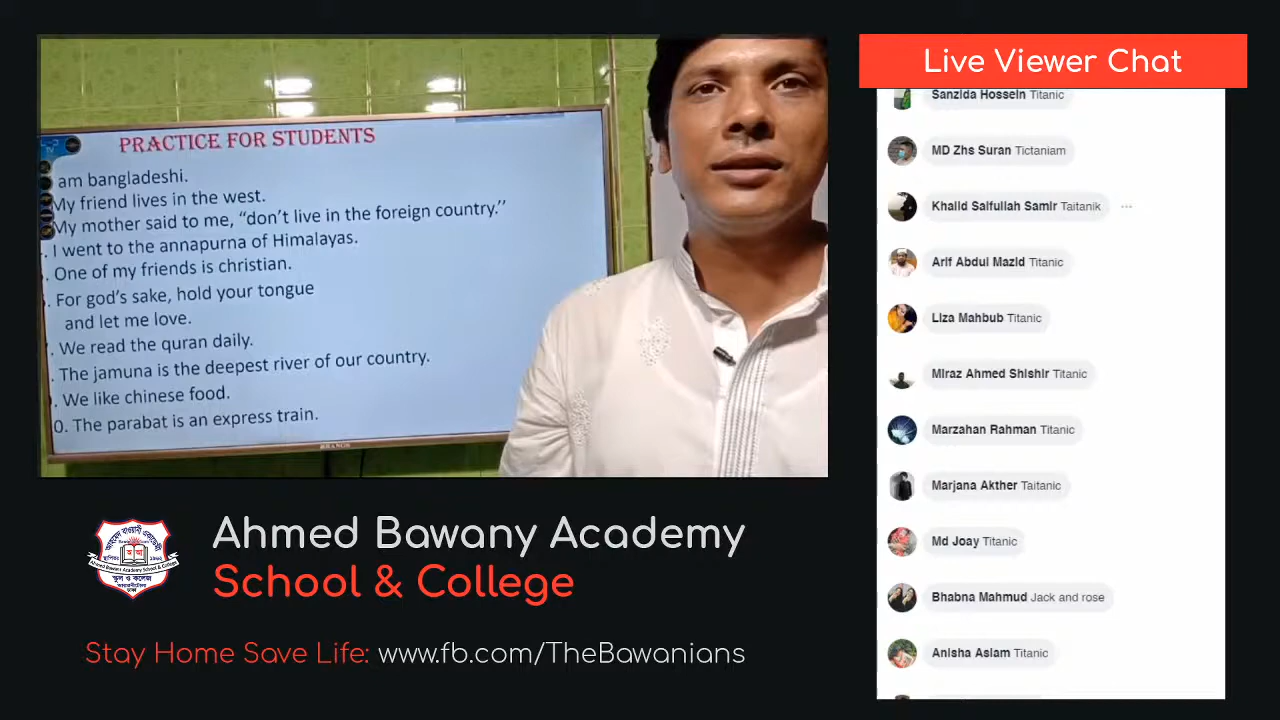 PRACTICE FOR STUDENTS
am bangladeshi.
My friend lives in the west.
My mother said to me, “don’t live in the foreign country.’’
. I went to the annapurna of Himalayas.
. One of my friends is christian.
. For god’s sake, hold your tongue
and let me love.
. We read the quran daily.
. The jamuna is the deepest river of our country.
. We like chinese food.
0. The parabat is an express train.
Ahmed Bawany Academy
School & College
Stay Home Save Life: www.fb.com/TheBawanians
Ahmed Bawany Academy School & College
স্কুল ও কলেজ
ঢাকা
Live Viewer Chat
Sanzida Hossein Titanic
MD Zhs Suran Tictaniam
Khalid Saifullah Samir Taitanik
Arif Abdul Mazid Titanic
Liza Mahbub Titanic
Miraz Ahmed Shishir Titanic
Marzahan Rahman Titanic
Marjana Akther Taitanic
Md Joay Titanic
Bhabna Mahmud Jack and rose
Anisha Aslam Titanic